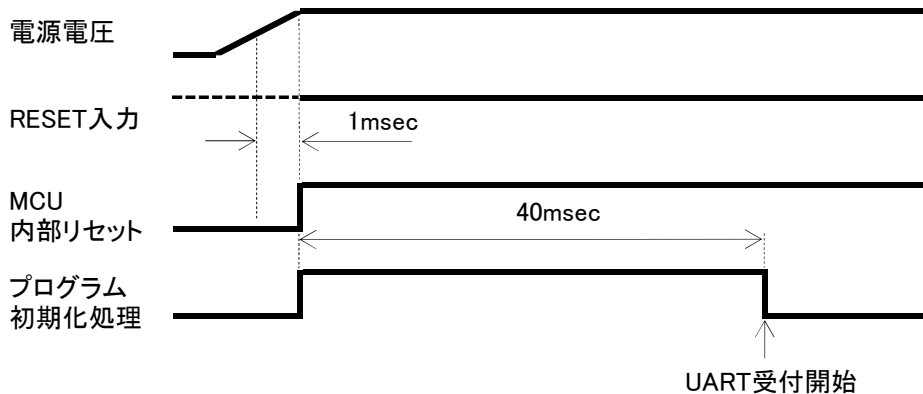 電源電圧
RESET入力
1msec
MCU
内部リセット
40msec
プログラム
初期化処理
UART受付開始